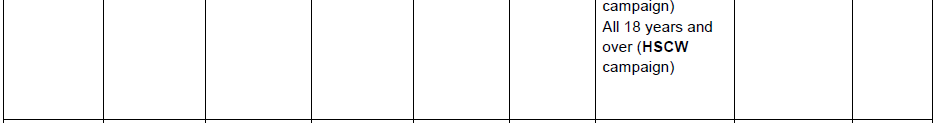 campaign)
All 18 years and
over (HSCW
campaign)